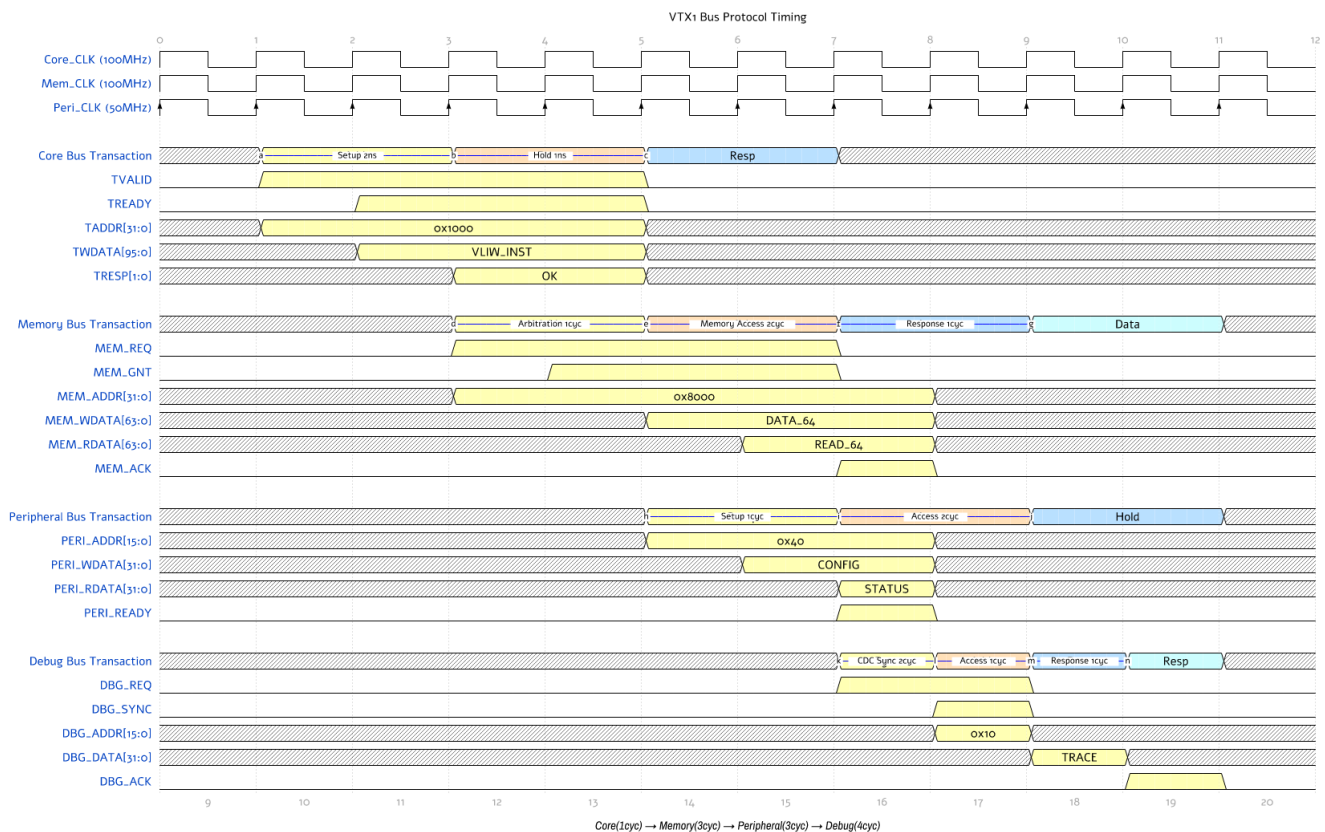 VTX1 Bus Protocol Timing
0 1 2 3 4 5 6 7 8 9 10 11 12
Core_CLK (100MHz)
Mem_CLK (100MHz)
Peri_CLK (50MHz)
Core Bus Transaction a Setup 2ns b Hold 1ns c Resp
TVALID
TREADY
TADDR[31:0] 0x1000
TWDATA[95:0] VLIW_INST
TRESP[1:0] OK
Memory Bus Transaction d Arbitration 1cyc e Memory Access 2cyc f Response 1cyc g Data
MEM_REQ
MEM_GNT
MEM_ADDR[31:0] 0x8000
MEM_WDATA[63:0] DATA_64
MEM_RDATA[63:0] READ_64
MEM_ACK
Peripheral Bus Transaction h Setup 1cyc i Access 2cyc j Hold
PERI_ADDR[15:0] 0x40
PERI_WDATA[31:0] CONFIG
PERI_RDATA[31:0] STATUS
PERI_READY
Debug Bus Transaction k CDC Sync 2cyc l Access 1cyc m Response 1cyc n Resp
DBG_REQ
DBG_SYNC
DBG_ADDR[15:0] 0x10
DBG_DATA[31:0] TRACE
DBG_ACK
9 10 11 12 13 14 15 16 17 18 19 20
Core(1cyc) → Memory(3cyc) → Peripheral(3cyc) → Debug(4cyc)